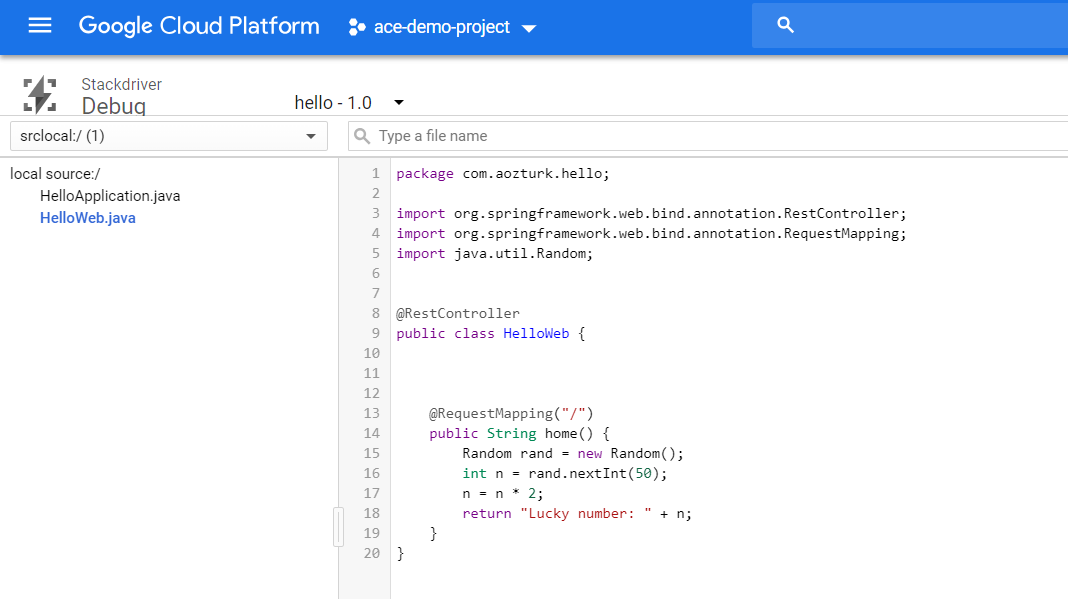 Google Cloud Platform ace-demo-project
Stackdriver
Debug hello - 1.0
srclocal:/ (1) Type a file name
local source:/
HelloApplication.java
HelloWeb.java
1 package com.aozturk.hello;
2
3 import org.springframework.web.bind.annotation.RestController;
4 import org.springframework.web.bind.annotation.RequestMapping;
5 import java.util.Random;
6
7
8 @RestController
9 public class HelloWeb {
10
11
12
13 @RequestMapping("/")
14 public String home() {
15 Random rand = new Random();
16 int n = rand.nextInt(50);
17 n = n * 2;
18 return "Lucky number: " + n;
19 }
20 }